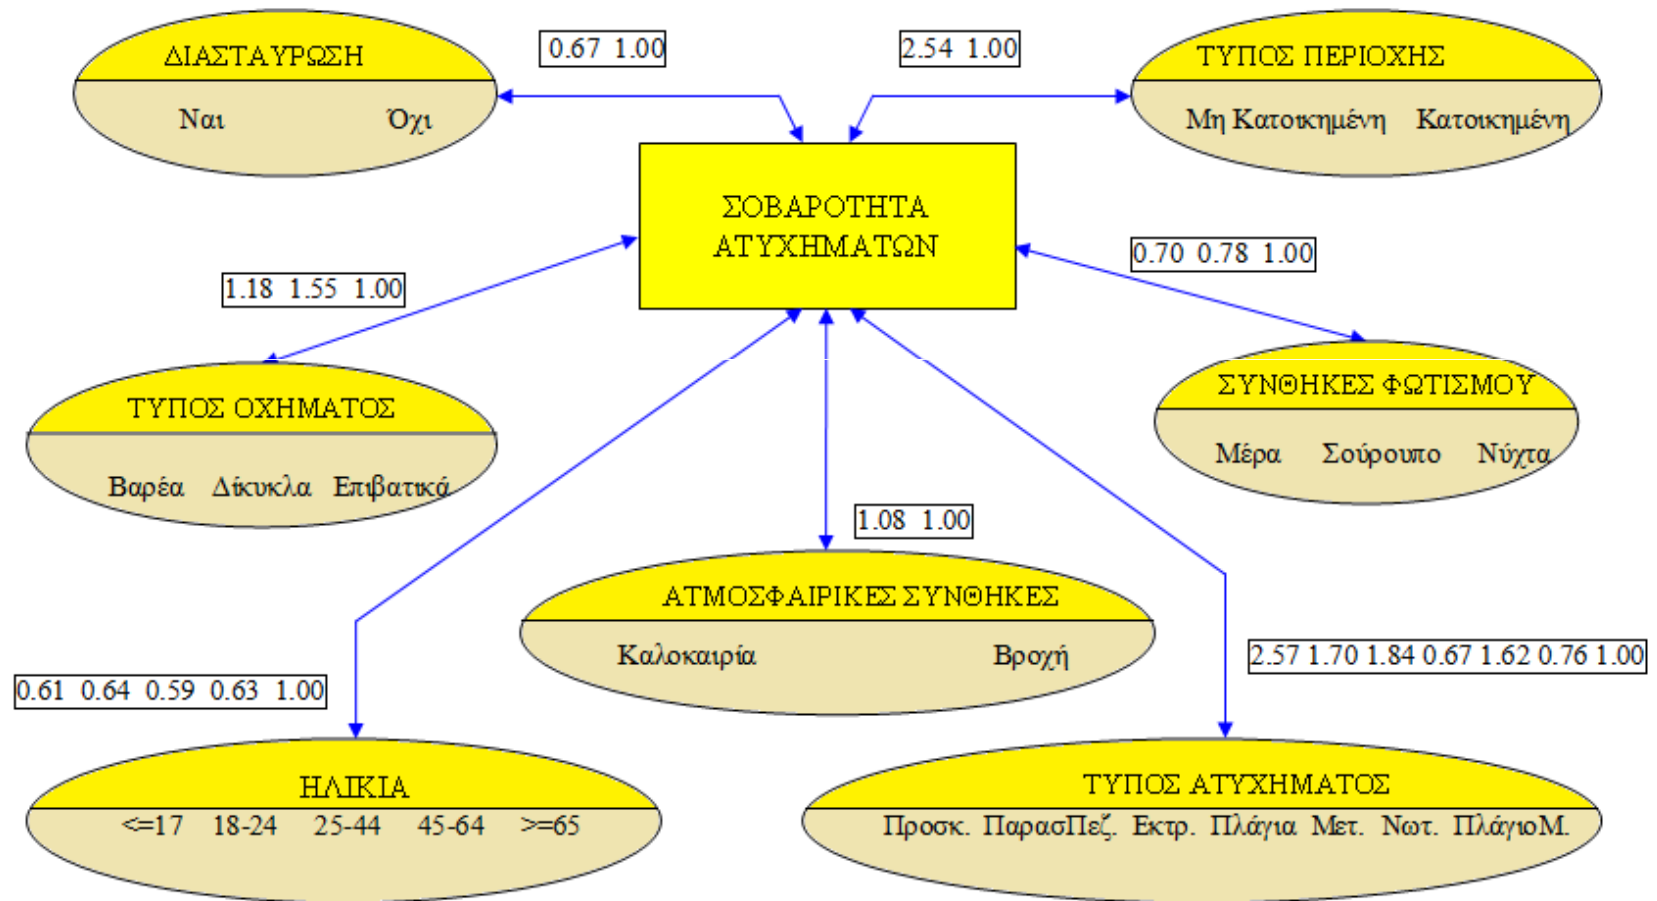 ΔΙΑΣΤΑΥΡΩΣΗ
Ναι Όχι
0.67 1.00
2.54 1.00
ΤΥΠΟΣ ΠΕΡΙΟΧΗΣ
Μη Κατοικημένη Κατοικημένη
ΣΟΒΑΡΟΤΗΤΑ
ΑΤΥΧΗΜΑΤΩΝ
1.18 1.55 1.00
0.70 0.78 1.00
ΤΥΠΟΣ ΟΧΗΜΑΤΟΣ
Βαρέα Δίκυκλα Επιβατικά
ΣΥΝΘΗΚΕΣ ΦΩΤΙΣΜΟΥ
Μέρα Σούρουπο Νύχτα
1.08 1.00
ΑΤΜΟΣΦΑΙΡΙΚΕΣ ΣΥΝΘΗΚΕΣ
Καλοκαιρία Βροχή
0.61 0.64 0.59 0.63 1.00
2.57 1.70 1.84 0.67 1.62 0.76 1.00
ΗΛΙΚΙΑ
<=17 18-24 25-44 45-64 >=65
ΤΥΠΟΣ ΑΤΥΧΗΜΑΤΟΣ
Προσκ. ΠαρασΠεζ. Εκτρ. Πλάγια Μετ. Νωτ. ΠλάγιοΜ.